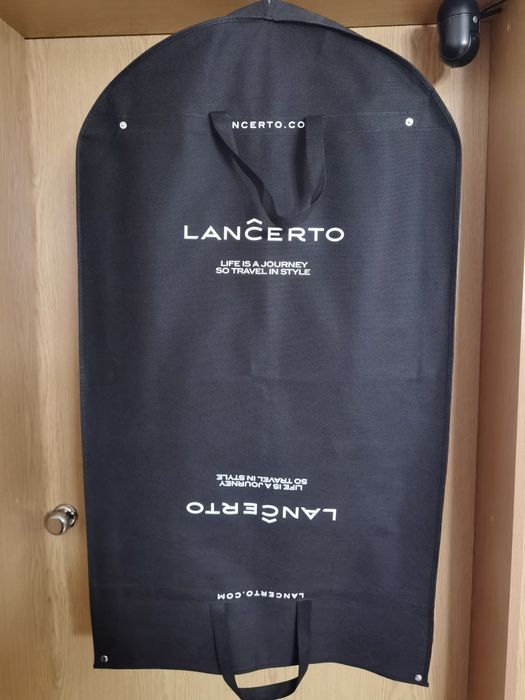 NCERTO.CO
LANĈERTO
LIFE IS A JOURNEY
SO TRAVEL IN STYLE
LIFE IS A JOURNEY
SO TRAVEL IN STYLE
LANĈERTO
LANCERTO.COM